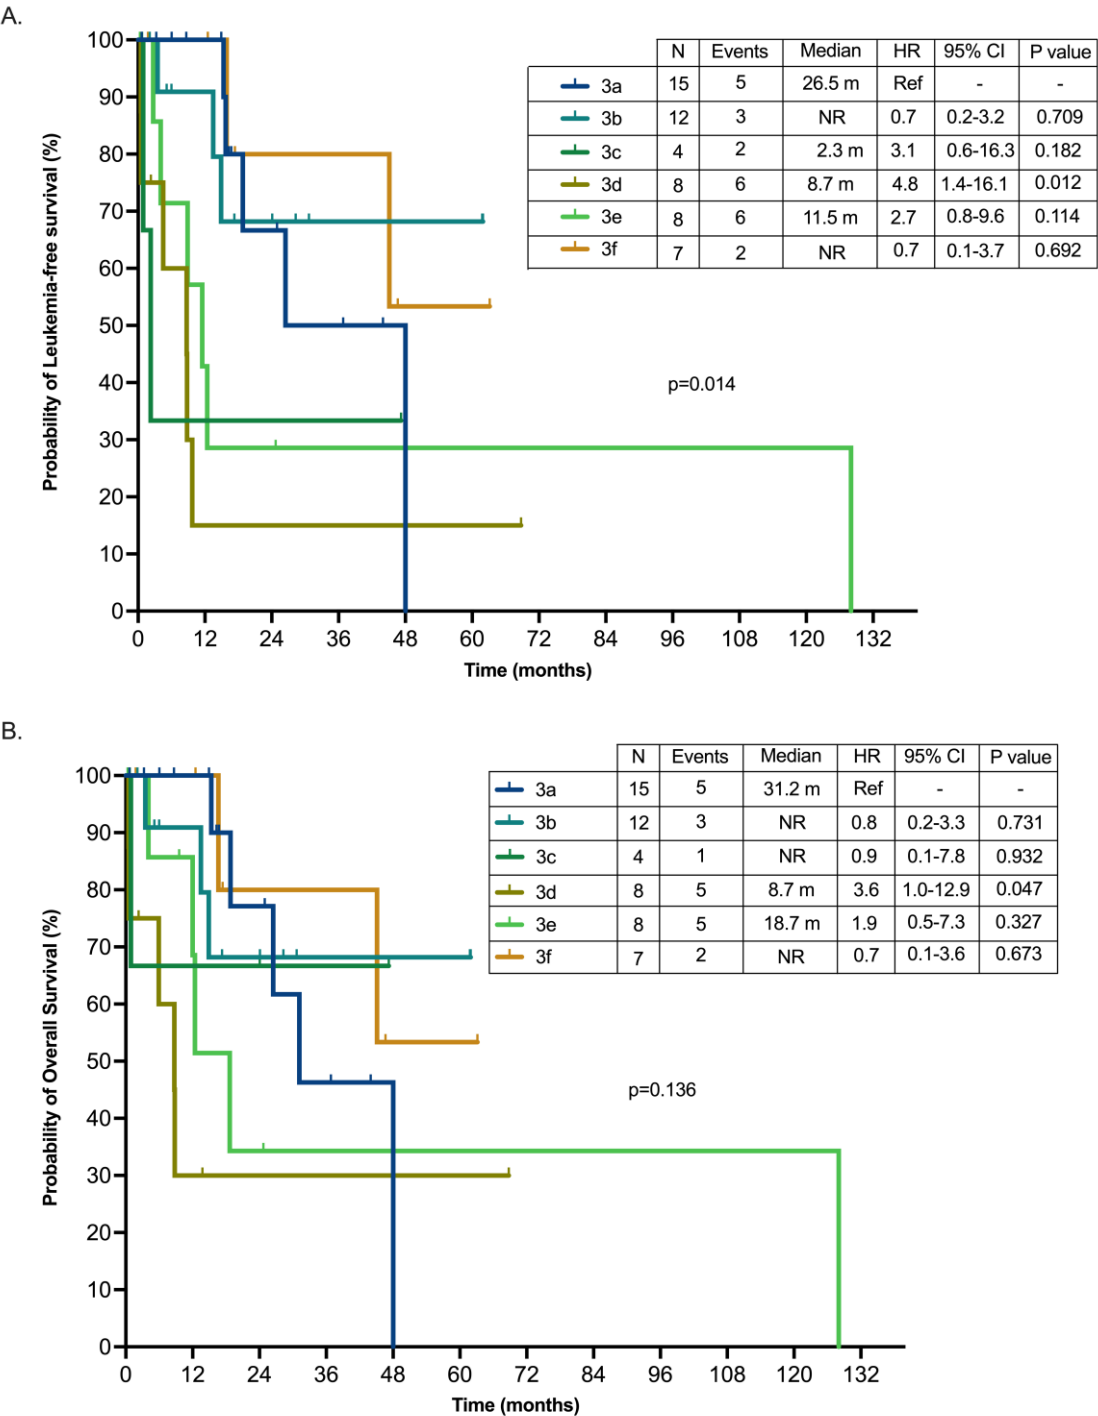 A.
Probability of Leukemia-free survival (%)
100
90
80
70
60
50
40
30
20
10
0
N Events Median HR 95% CI P value
3a 15 5 26.5 m Ref - -
3b 12 3 NR 0.7 0.2-3.2 0.709
3c 4 2 2.3 m 3.1 0.6-16.3 0.182
3d 8 6 8.7 m 4.8 1.4-16.1 0.012
3e 8 6 11.5 m 2.7 0.8-9.6 0.114
3f 7 2 NR 0.7 0.1-3.7 0.692
p=0.014
0 12 24 36 48 60 72 84 96 108 120 132
Time (months)
B.
Probability of Overall Survival (%)
100
90
80
70
60
50
40
30
20
10
0
N Events Median HR 95% CI P value
3a 15 5 31.2 m Ref - -
3b 12 3 NR 0.8 0.2-3.3 0.731
3c 4 1 NR 0.9 0.1-7.8 0.932
3d 8 5 8.7 m 3.6 1.0-12.9 0.047
3e 8 5 18.7 m 1.9 0.5-7.3 0.327
3f 7 2 NR 0.7 0.1-3.6 0.673
p=0.136
0 12 24 36 48 60 72 84 96 108 120 132
Time (months)